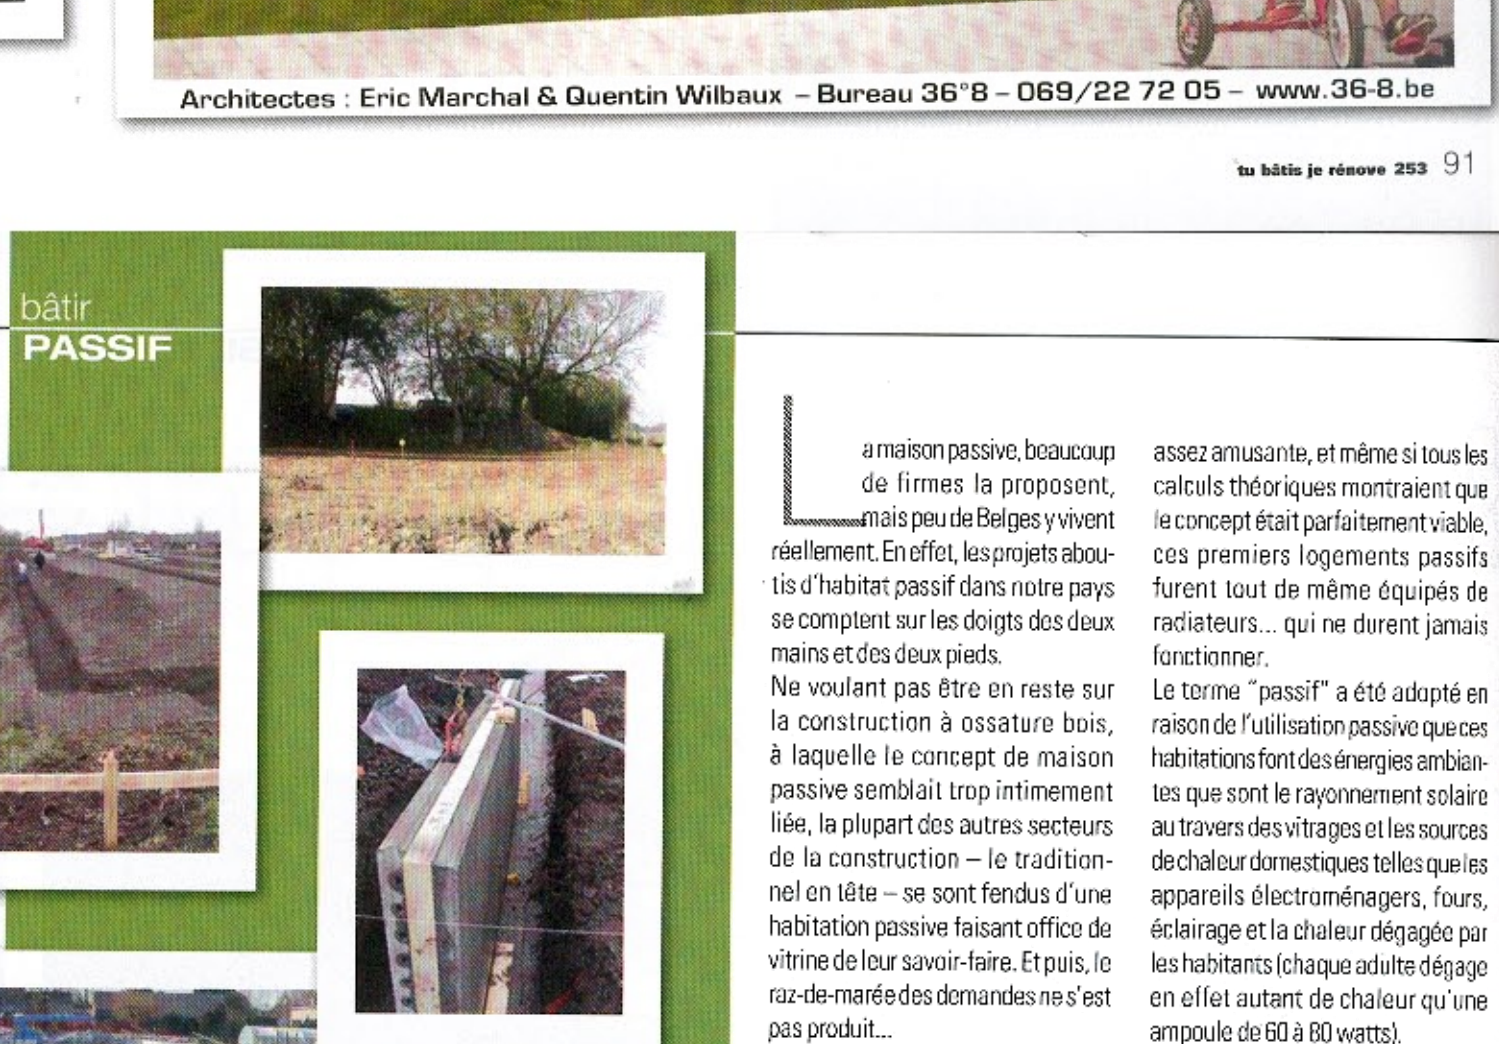 Architectes : Eric Marchal & Quentin Wilbaux – Bureau 36°8 – 069/22 72 05 – www.36-8.be
tu bâtis je rénove 253 91
bâtir
PASSIF
La maison passive, beaucoup
de firmes la proposent,
mais peu de Belges y vivent
réellement. En effet, les projets abou-
tis d'habitat passif dans notre pays
se comptent sur les doigts des deux
mains et des deux pieds.
Ne voulant pas être en reste sur
la construction à ossature bois,
à laquelle le concept de maison
passive semblait trop intimement
liée, la plupart des autres secteurs
de la construction – le tradition-
nel en tête – se sont fendus d'une
habitation passive faisant office de
vitrine de leur savoir-faire. Et puis, le
raz-de-marée des demandes ne s'est
pas produit...
assez amusante, et même si tous les
calculs théoriques montraient que
le concept était parfaitement viable,
ces premiers logements passifs
furent tout de même équipés de
radiateurs... qui ne durent jamais
fonctionner.
Le terme "passif" a été adopté en
raison de l'utilisation passive que ces
habitations font des énergies ambian-
tes que sont le rayonnement solaire
au travers des vitrages et les sources
de chaleur domestiques telles que les
appareils électroménagers, fours,
éclairage et la chaleur dégagée par
les habitants (chaque adulte dégage
en effet autant de chaleur qu'une
ampoule de 60 à 80 watts).